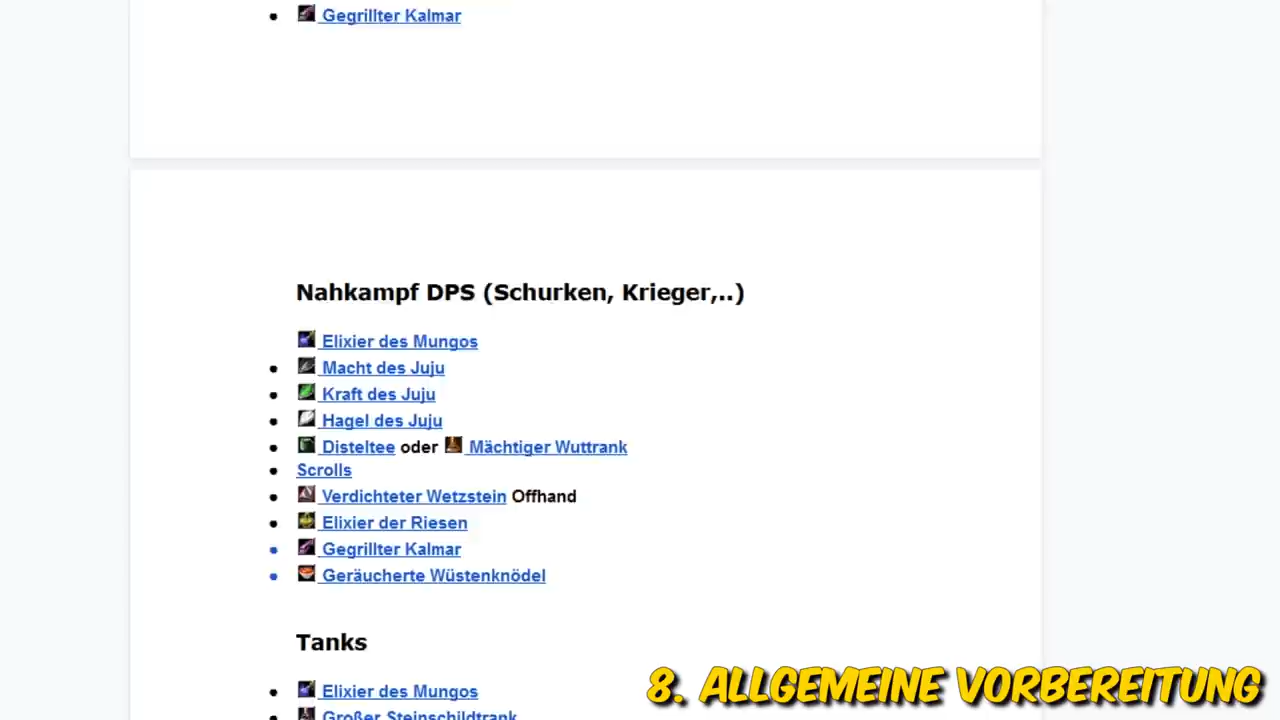 Gegrillter Kalmar
Nahkampf DPS (Schurken, Krieger,..)
Elixier des Mungos
Macht des Juju
Kraft des Juju
Hagel des Juju
Disteltee oder Mächtiger Wuttrank
Scrolls
Verdichteter Wetzstein Offhand
Elixier der Riesen
Gegrillter Kalmar
Geräucherte Wüstenknödel
Tanks
Elixier des Mungos
Großer Steinschildtrank
8. ALLGEMEINE VORBEREITUNG